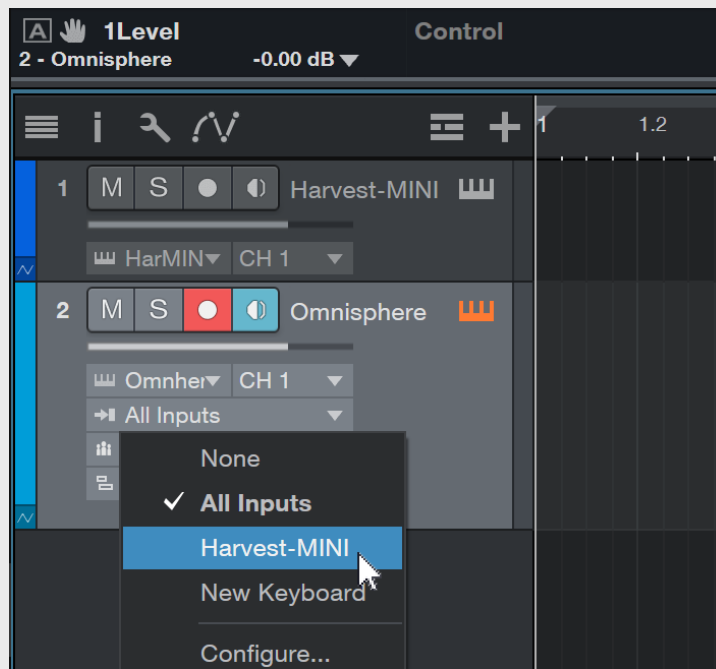 A 1Level Control
2 - Omnisphere -0.00 dB
1 1.2
1 M S Harvest-MINI
HarMIN CH 1
2 M S Omnisphere
Omnher CH 1
All Inputs
None
All Inputs
Harvest-MINI
New Keyboard
Configure...